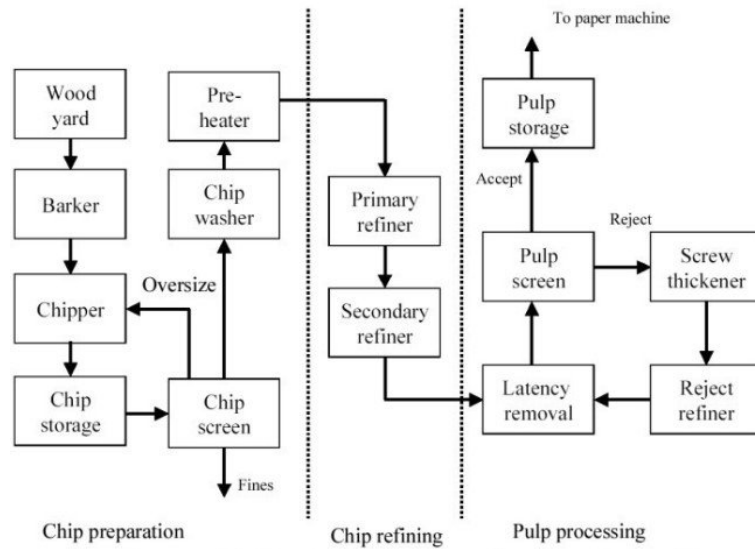 To paper machine
Wood
yard
Pre-
heater
Pulp
storage
Accept
Barker
Chip
washer
Primary
refiner
Reject
Oversize
Pulp
screen
Screw
thickener
Chipper
Secondary
refiner
Chip
storage
Chip
screen
Latency
removal
Reject
refiner
Fines
Chip preparation
Chip refining
Pulp processing